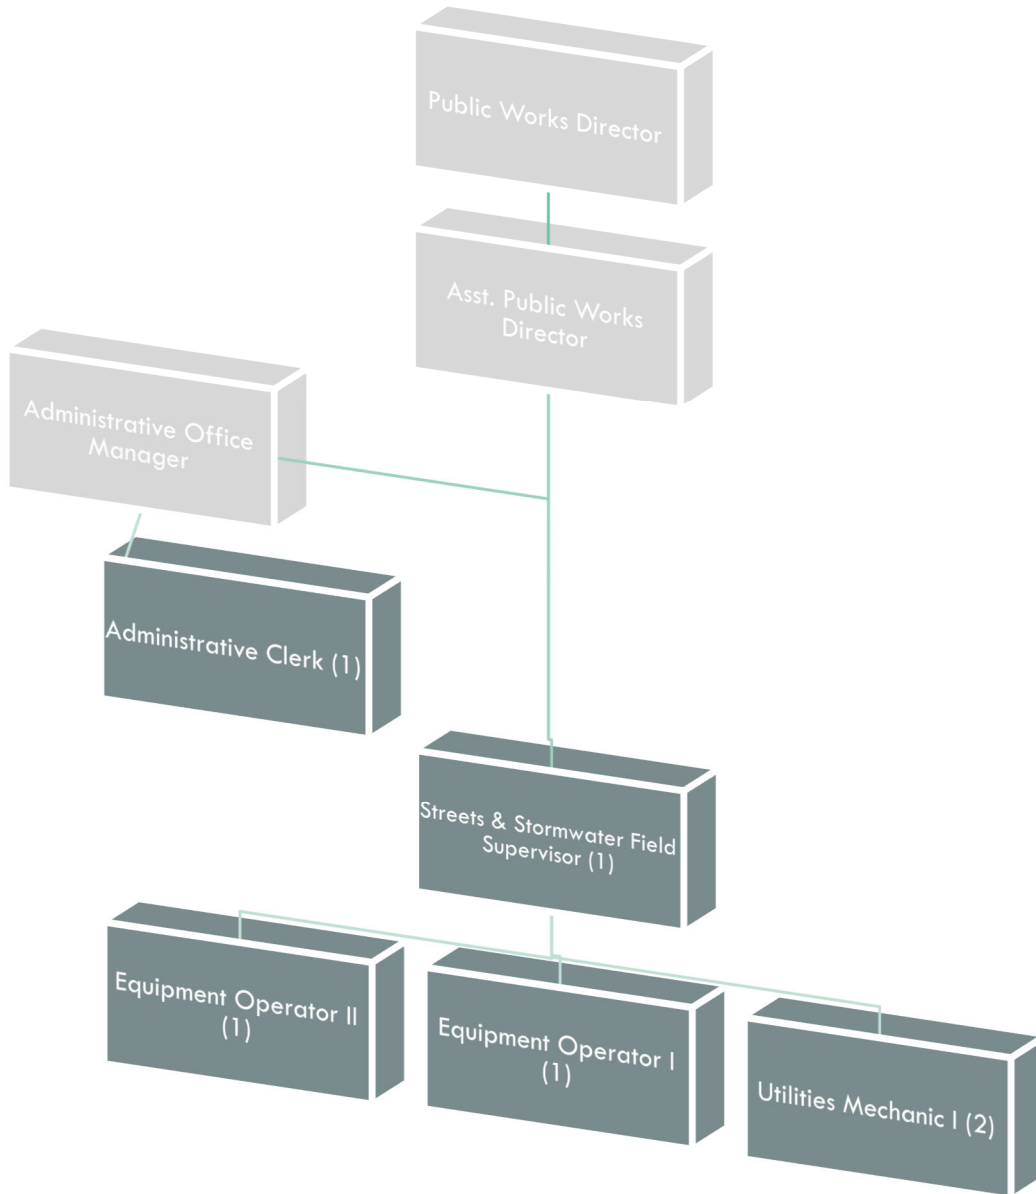 Public Works Director
Asst. Public Works
Director
Administrative Office
Manager
Administrative Clerk (1)
Streets & Stormwater Field
Supervisor (1)
Equipment Operator II
(1)
Equipment Operator I
(1)
Utilities Mechanic I (2)